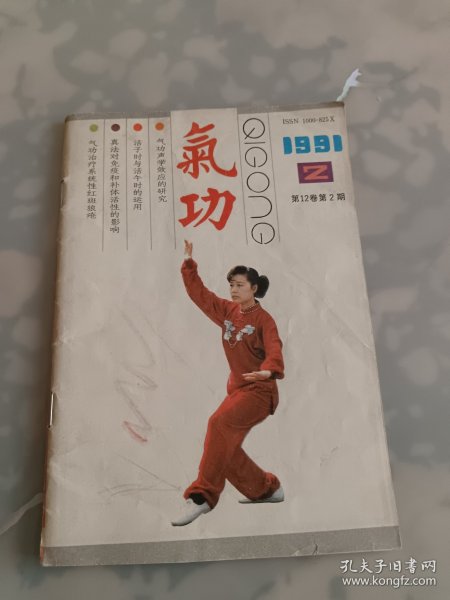 ISSN 1000-825X
1991
2
第12卷第2期
氣功
QIGONG
气功声学效应的研究
活子时与活午时的运用
真法对免疫和补体活性的影响
气功治疗系统性红斑狼疮
孔夫子旧书网
www.kongfz.com